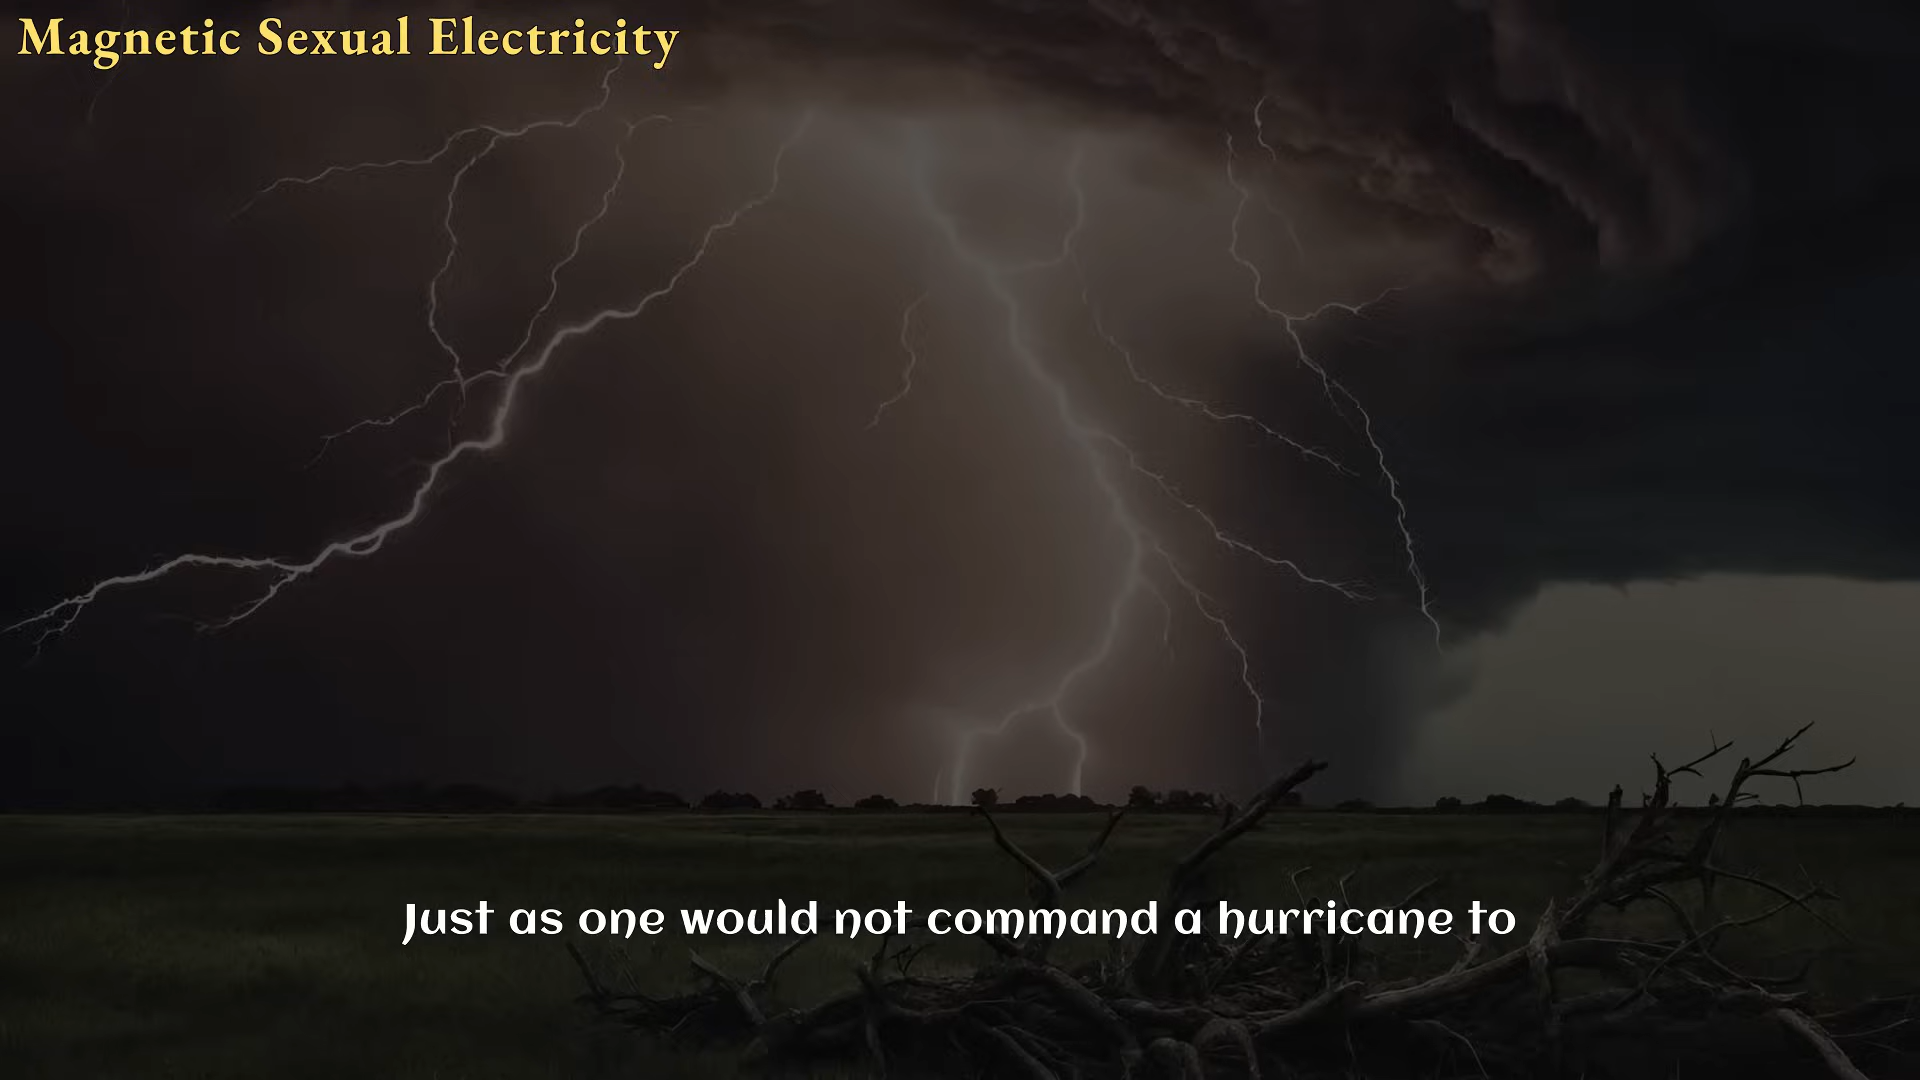 Magnetic Sexual Electricity
Just as one would not command a hurricane to